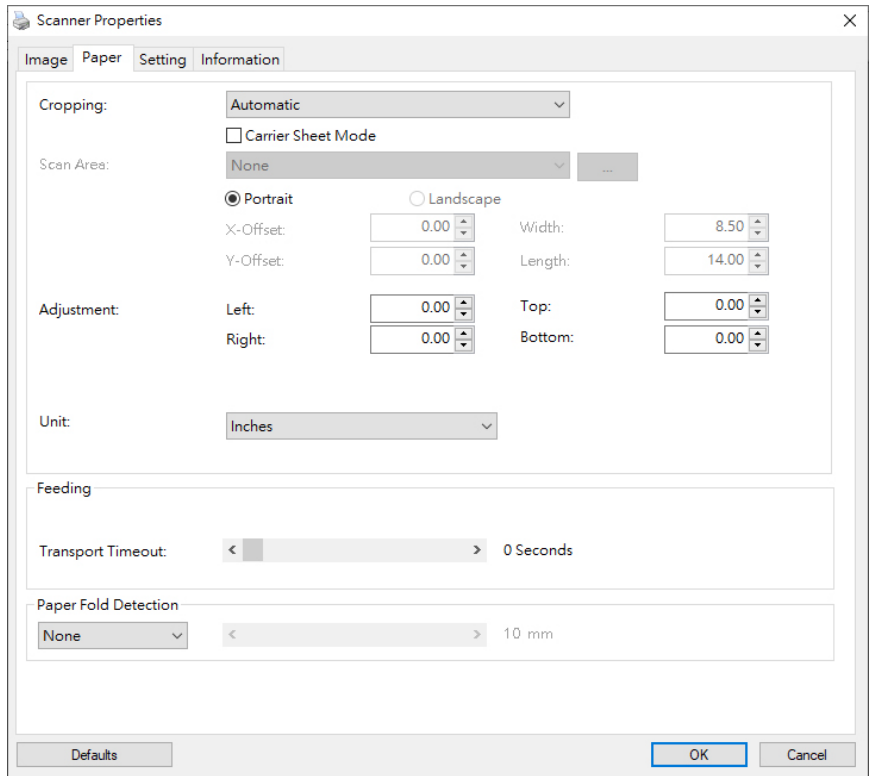 Scanner Properties
Image Paper Setting Information
Cropping: Automatic
Carrier Sheet Mode
Scan Area: None ...
Portrait Landscape
X-Offset: 0.00 Width: 8.50
Y-Offset: 0.00 Length: 14.00
Adjustment: Left: 0.00 Top: 0.00
Right: 0.00 Bottom: 0.00
Unit: Inches
Feeding
Transport Timeout: 0 Seconds
Paper Fold Detection
None 10 mm
Defaults OK Cancel